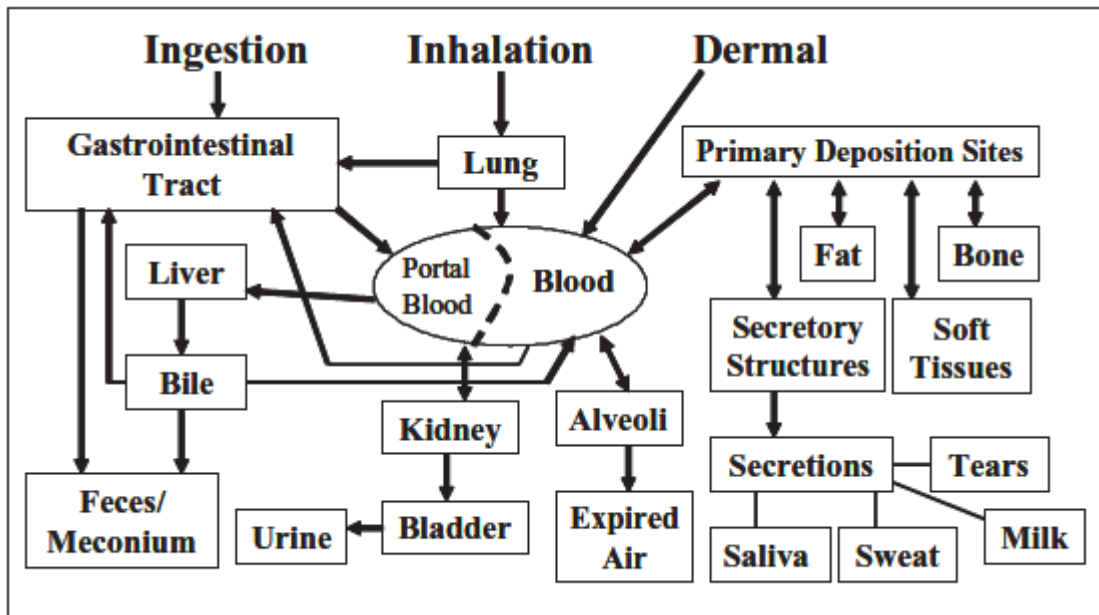 Ingestion
Inhalation
Dermal
Gastrointestinal
Tract
Lung
Primary Deposition Sites
Portal
Blood
Blood
Liver
Fat
Bone
Secretory
Structures
Soft
Tissues
Bile
Kidney
Alveoli
Secretions
Tears
Feces/
Meconium
Urine
Bladder
Expired
Air
Saliva
Sweat
Milk